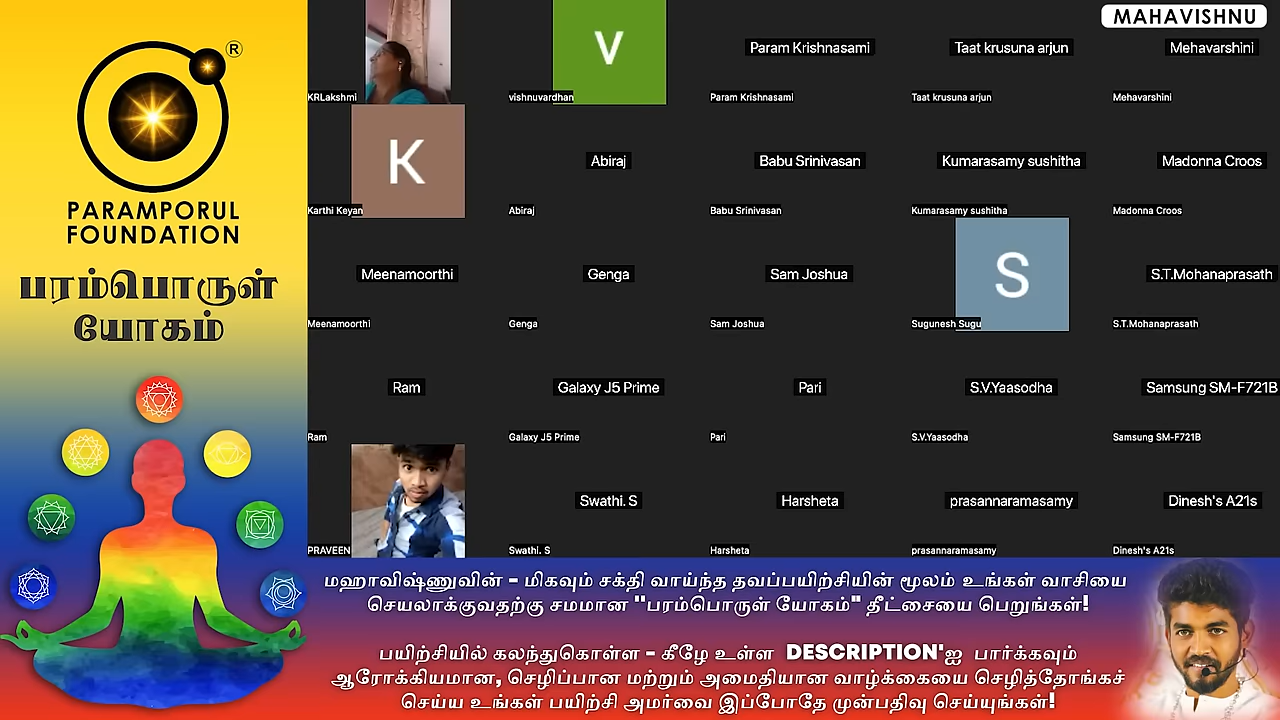 MAHAVISHNU
®
PARAMPORUL
FOUNDATION
பரம்பொருள்
யோகம்
V
Param Krishnasami
Taat krusuna arjun
Mehavarshini
KRLakshmi
vishnuvardhan
Param Krishnasami
Taat krusuna arjun
Mehavarshini
K
Abiraj
Babu Srinivasan
Kumarasamy sushitha
Madonna Croos
Karthi Keyan
Abiraj
Babu Srinivasan
Kumarasamy sushitha
Madonna Croos
Meenamoorthi
Genga
Sam Joshua
S
S.T.Mohanaprasath
Meenamoorthi
Genga
Sam Joshua
Sugunesh Sugu
S.T.Mohanaprasath
Ram
Galaxy J5 Prime
Pari
S.V.Yaasodha
Samsung SM-F721B
Ram
Galaxy J5 Prime
Pari
S.V.Yaasodha
Samsung SM-F721B
Swathi. S
Harsheta
prasannaramasamy
Dinesh's A21s
PRAVEEN
Swathi. S
Harsheta
prasannaramasamy
Dinesh's A21s
மஹாவிஷ்ணுவின் - மிகவும் சக்தி வாய்ந்த தவப்பயிற்சியின் மூலம் உங்கள் வாசியை
செயலாக்குவதற்கு சமமான "பரம்பொருள் யோகம்" தீட்சையை பெறுங்கள்!
பயிற்சியில் கலந்துகொள்ள - கீழே உள்ள DESCRIPTION'ஐ பார்க்கவும்
ஆரோக்கியமான, செழிப்பான மற்றும் அமைதியான வாழ்க்கையை செழித்தோங்கச்
செய்ய உங்கள் பயிற்சி அமர்வை இப்போதே முன்பதிவு செய்யுங்கள்!